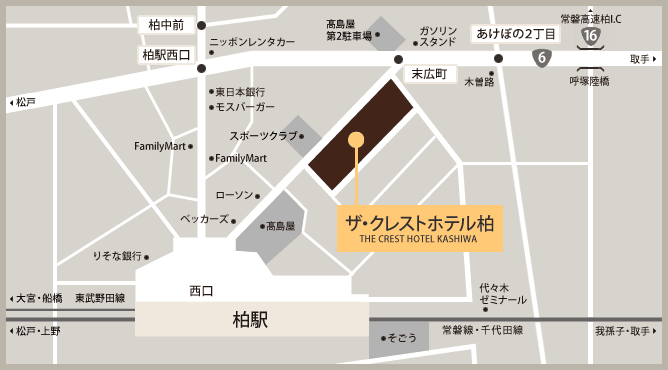 柏中前
髙島屋
第2駐車場
ガソリン
スタンド
あけぼの2丁目
常磐高速柏I.C
16
柏駅西口
ニッポンレンタカー
6
取手
末広町
木曽路
呼塚陸橋
松戸
東日本銀行
モスバーガー
スポーツクラブ
FamilyMart
FamilyMart
ローソン
ベッカーズ
髙島屋
ザ・クレストホテル柏
THE CREST HOTEL KASHIWA
りそな銀行
西口
代々木
ゼミナール
大宮・船橋
東武野田線
柏駅
松戸・上野
そごう
常磐線・千代田線
我孫子・取手